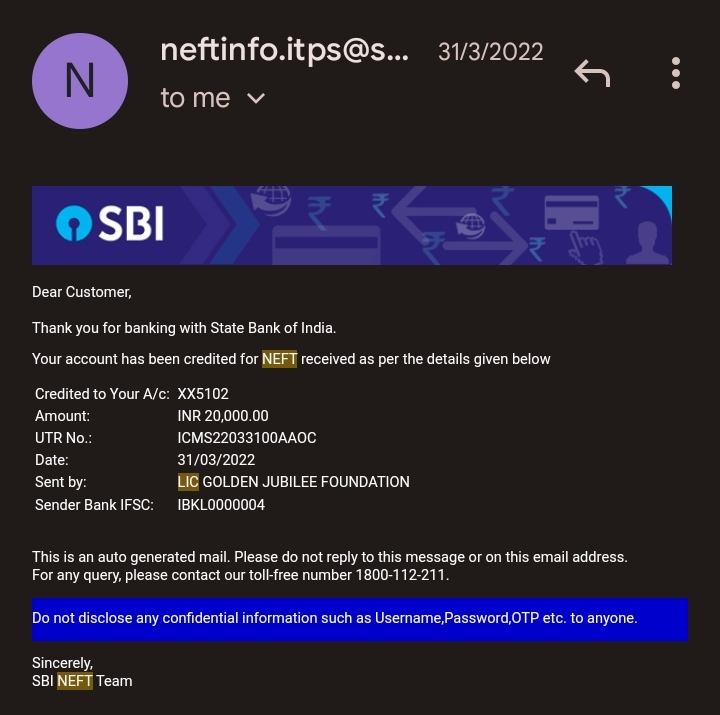 N
neftinfo.itps@s... 31/3/2022
to me
SBI
Dear Customer,
Thank you for banking with State Bank of India.
Your account has been credited for NEFT received as per the details given below
Credited to Your A/c: XX5102
Amount: INR 20,000.00
UTR No.: ICMS22033100AAOC
Date: 31/03/2022
Sent by: LIC GOLDEN JUBILEE FOUNDATION
Sender Bank IFSC: IBKL0000004
This is an auto generated mail. Please do not reply to this message or on this email address.
For any query, please contact our toll-free number 1800-112-211.
Do not disclose any confidential information such as Username,Password,OTP etc. to anyone.
Sincerely,
SBI NEFT Team